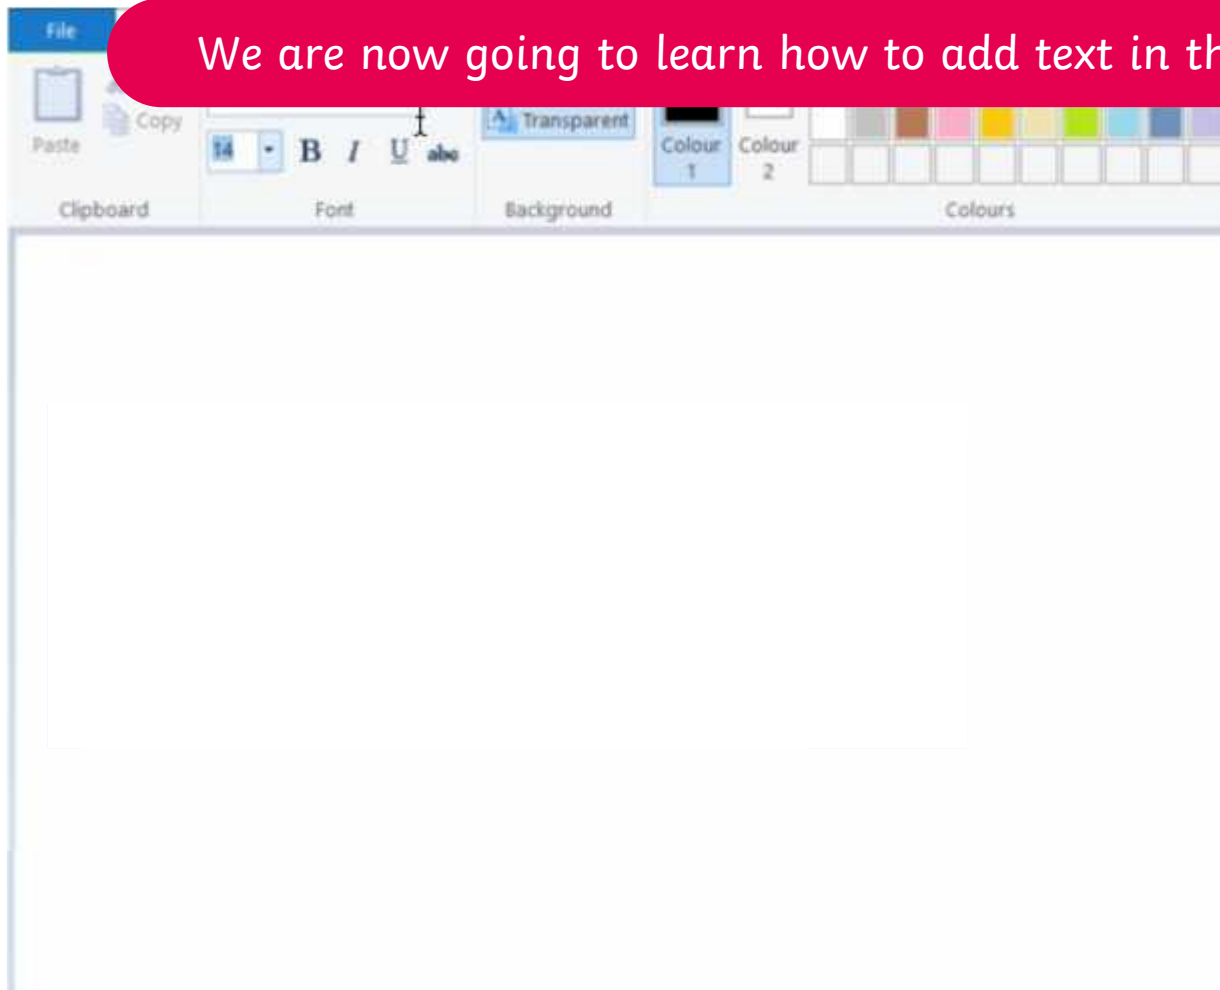 We are now going to learn how to add text in th
File
Paste
Copy
14
B I U abc
Transparent
Colour
1
Colour
2
Clipboard
Font
Background
Colours